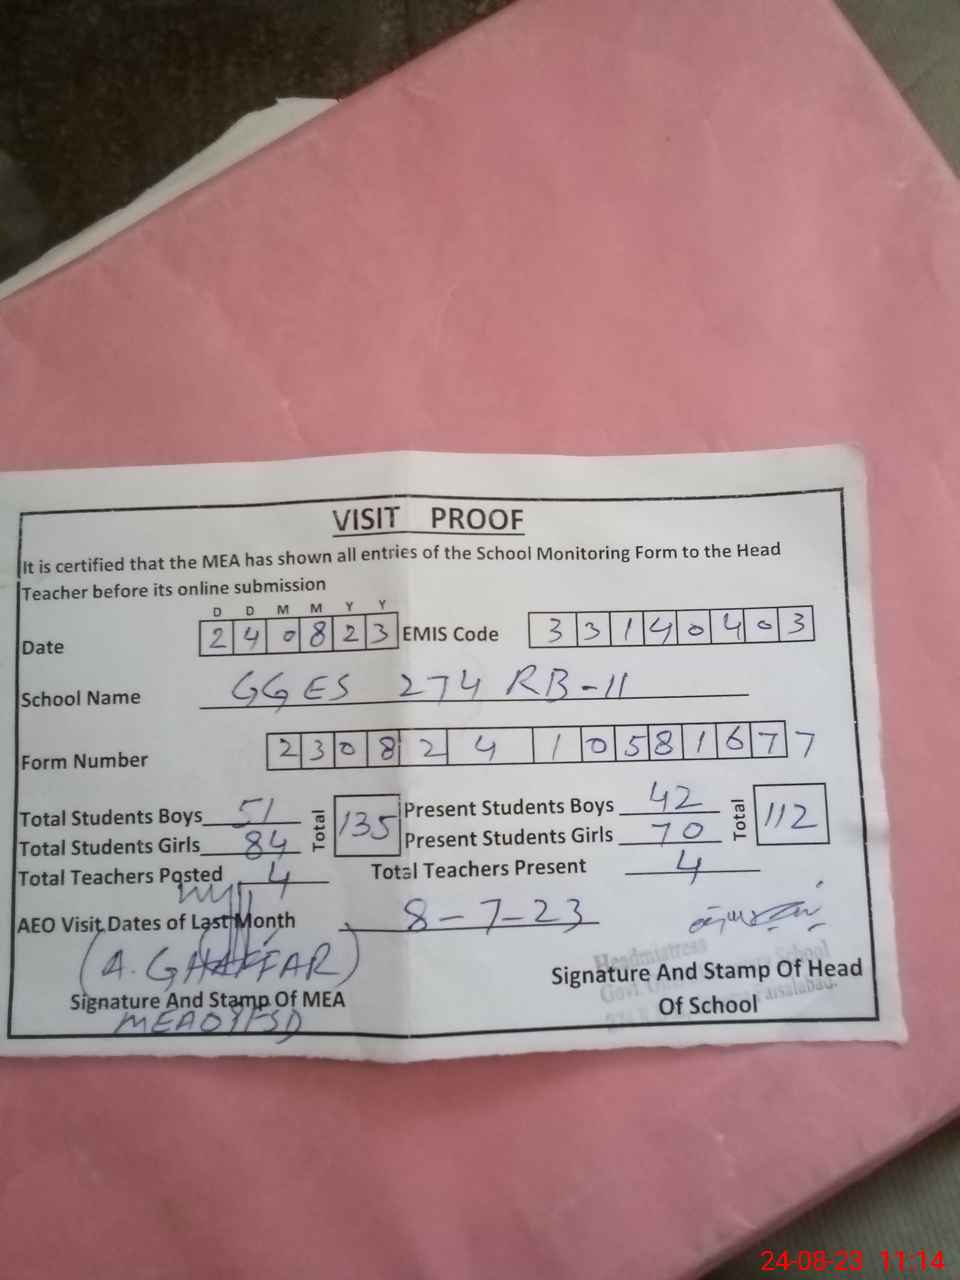 VISIT PROOF
It is certified that the MEA has shown all entries of the School Monitoring Form to the Head
Teacher before its online submission
D D M M Y Y
Date 2 4 0 8 2 3 EMIS Code 3 3 1 4 0 4 0 3
School Name GGES 274 RB-11
Form Number 2 3 0 8 2 4 1 0 5 8 1 6 7 7
Total Students Boys 51 Total 135 Present Students Boys 42 Total 112
Total Students Girls 84 Present Students Girls 70
Total Teachers Posted 4 Total Teachers Present 4
AEO Visit Dates of Last Month 8-7-23
(A. GHAFFAR)
Headmistress
Signature And Stamp Of MEA Signature And Stamp Of Head
Of School
Govt. School
Faisalabad.
24-08-23 11:14